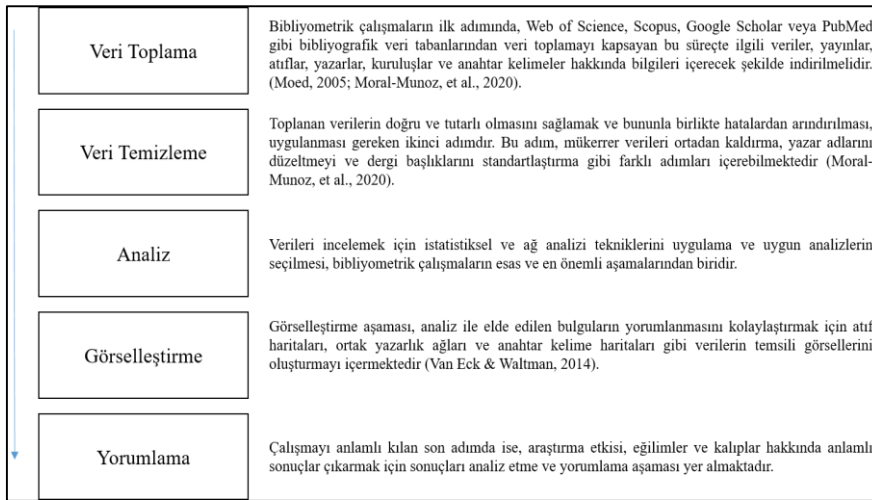 Veri Toplama
Bibliyometrik çalışmaların ilk adımında, Web of Science, Scopus, Google Scholar veya PubMed
gibi bibliyografik veri tabanlarından veri toplamayı kapsayan bu süreçte ilgili veriler, yayınlar,
atıflar, yazarlar, kuruluşlar ve anahtar kelimeler hakkında bilgileri içerecek şekilde indirilmelidir.
(Moed, 2005; Moral-Munoz, et al., 2020).
Veri Temizleme
Toplanan verilerin doğru ve tutarlı olmasını sağlamak ve bununla birlikte hatalardan arındırılması,
uygulanması gereken ikinci adımdır. Bu adım, mükerrer verileri ortadan kaldırma, yazar adlarını
düzeltmeyi ve dergi başlıklarını standartlaştırma gibi farklı adımları içerebilmektedir (Moral-
Munoz, et al., 2020).
Analiz
Verileri incelemek için istatistiksel ve ağ analizi tekniklerini uygulama ve uygun analizlerin
seçilmesi, bibliyometrik çalışmaların esas ve en önemli aşamalarından biridir.
Görselleştirme
Görselleştirme aşaması, analiz ile elde edilen bulguların yorumlanmasını kolaylaştırmak için atıf
haritaları, ortak yazarlık ağları ve anahtar kelime haritaları gibi verilerin temsili görsellerini
oluşturmayı içermektedir (Van Eck & Waltman, 2014).
Yorumlama
Çalışmayı anlamlı kılan son adımda ise, araştırma etkisi, eğilimler ve kalıplar hakkında anlamlı
sonuçlar çıkarmak için sonuçları analiz etme ve yorumlama aşaması yer almaktadır.